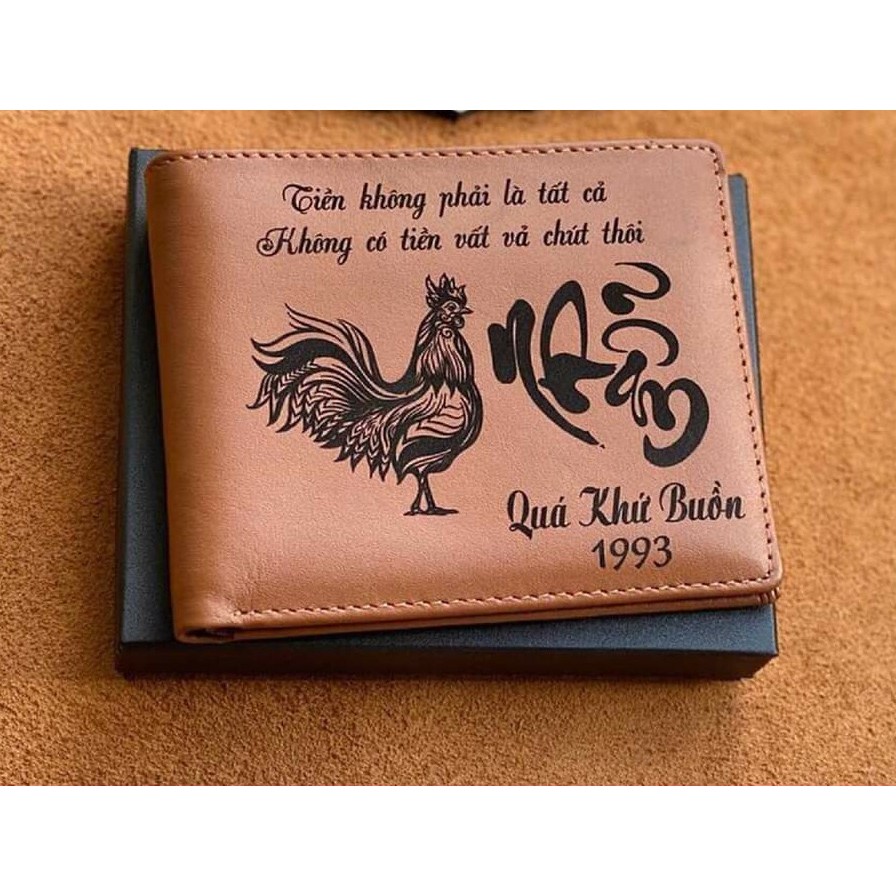 Tiền không phải là tất cả
Không có tiền vất vả chút thôi
Quá Khứ Buồn
1993